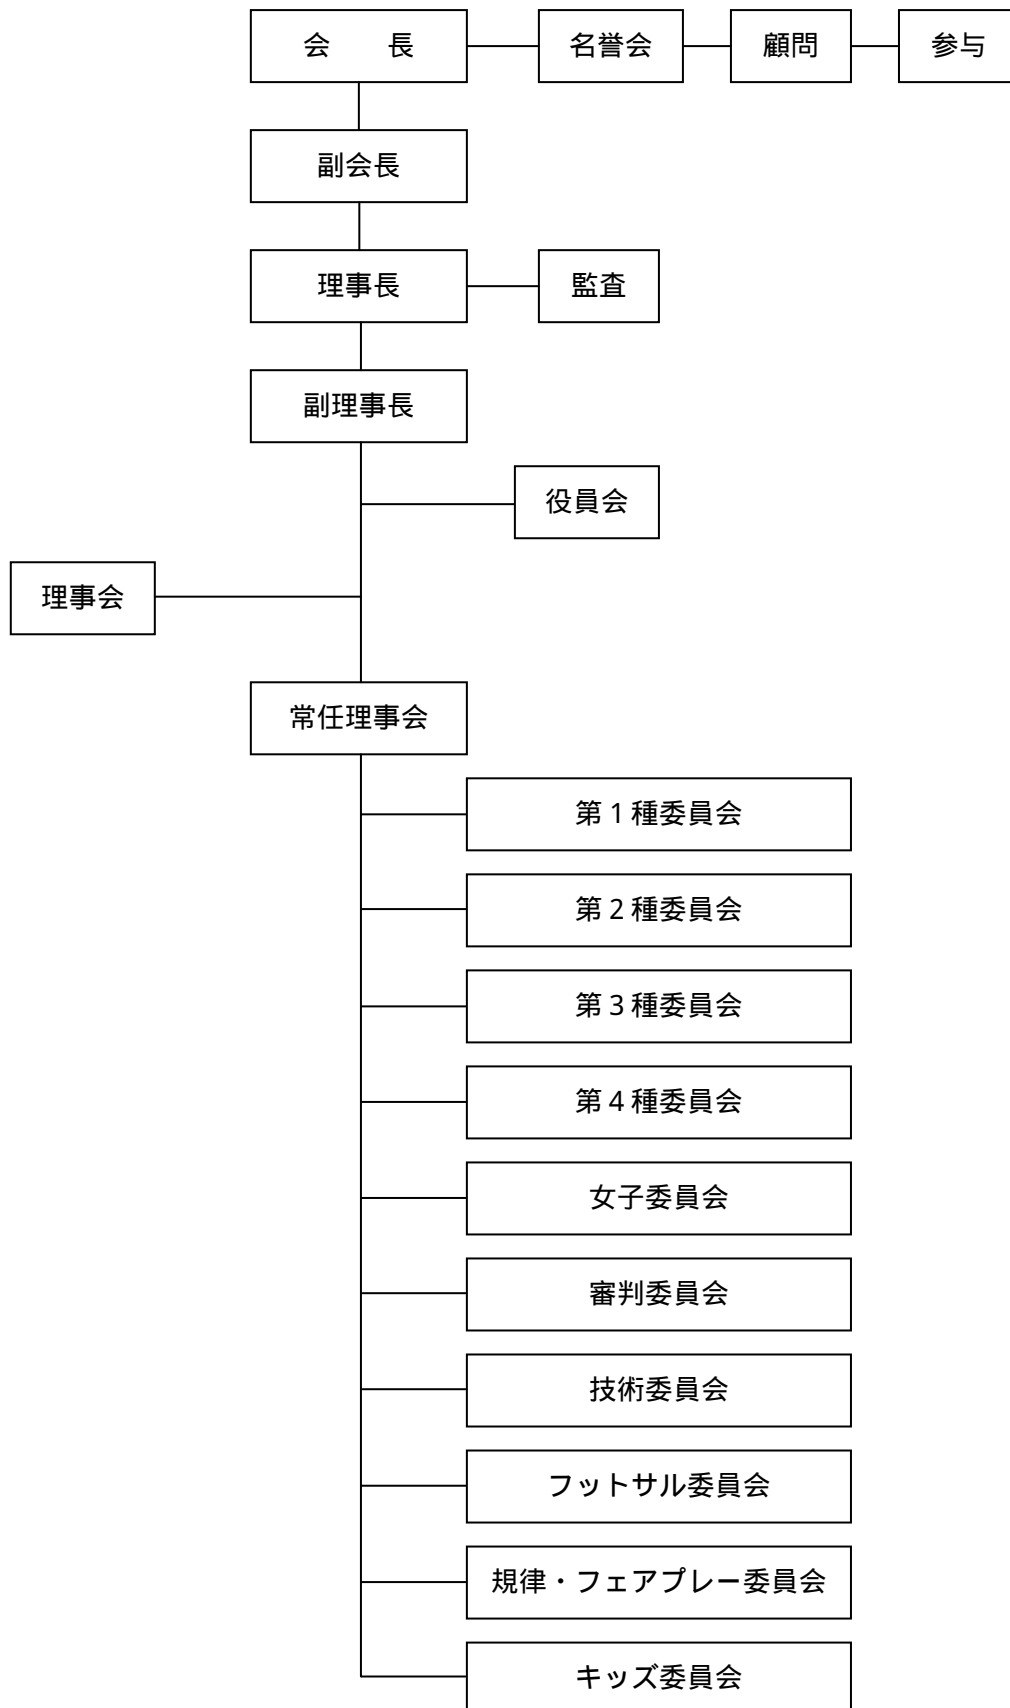 会　　長
名誉会
顧問
参与
副会長
理事長
監査
副理事長
役員会
理事会
常任理事会
第１種委員会
第２種委員会
第３種委員会
第４種委員会
女子委員会
審判委員会
技術委員会
フットサル委員会
規律・フェアプレー委員会
キッズ委員会